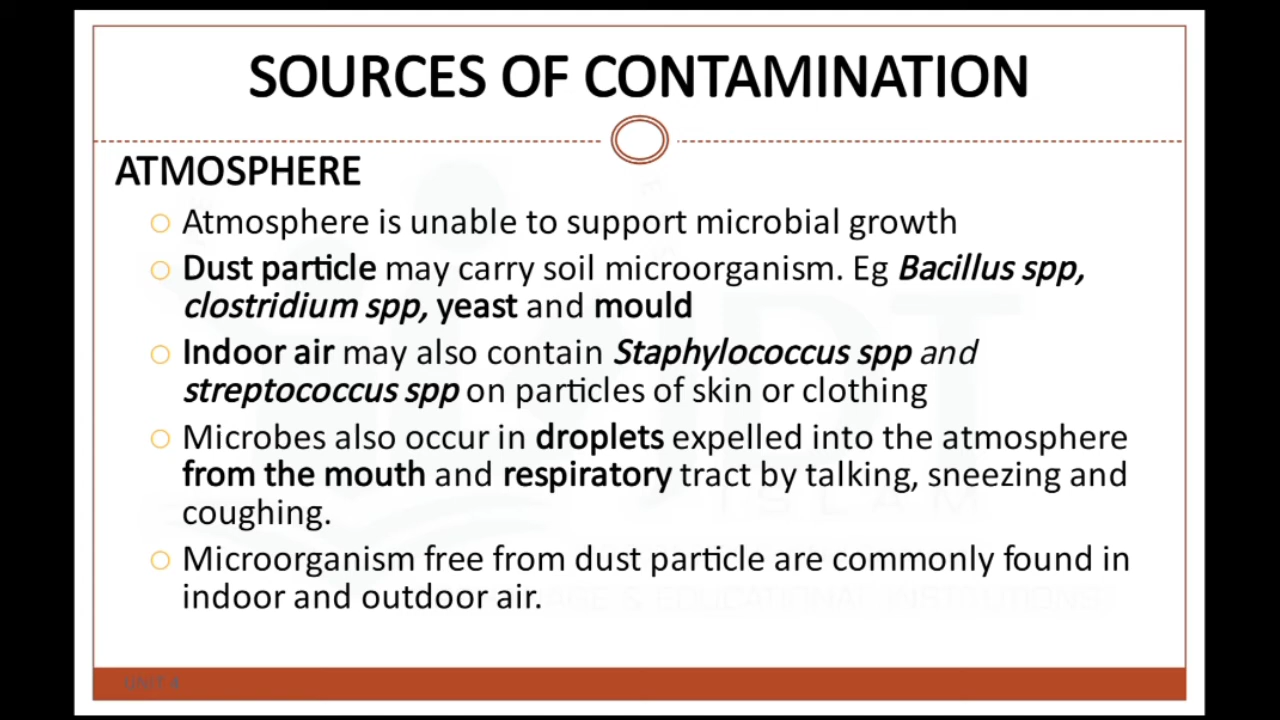 SOURCES OF CONTAMINATION
ATMOSPHERE
Atmosphere is unable to support microbial growth
Dust particle may carry soil microorganism. Eg Bacillus spp,
clostridium spp, yeast and mould
Indoor air may also contain Staphylococcus spp and
streptococcus spp on particles of skin or clothing
Microbes also occur in droplets expelled into the atmosphere
from the mouth and respiratory tract by talking, sneezing and
coughing.
Microorganism free from dust particle are commonly found in
indoor and outdoor air.
UNIT 4